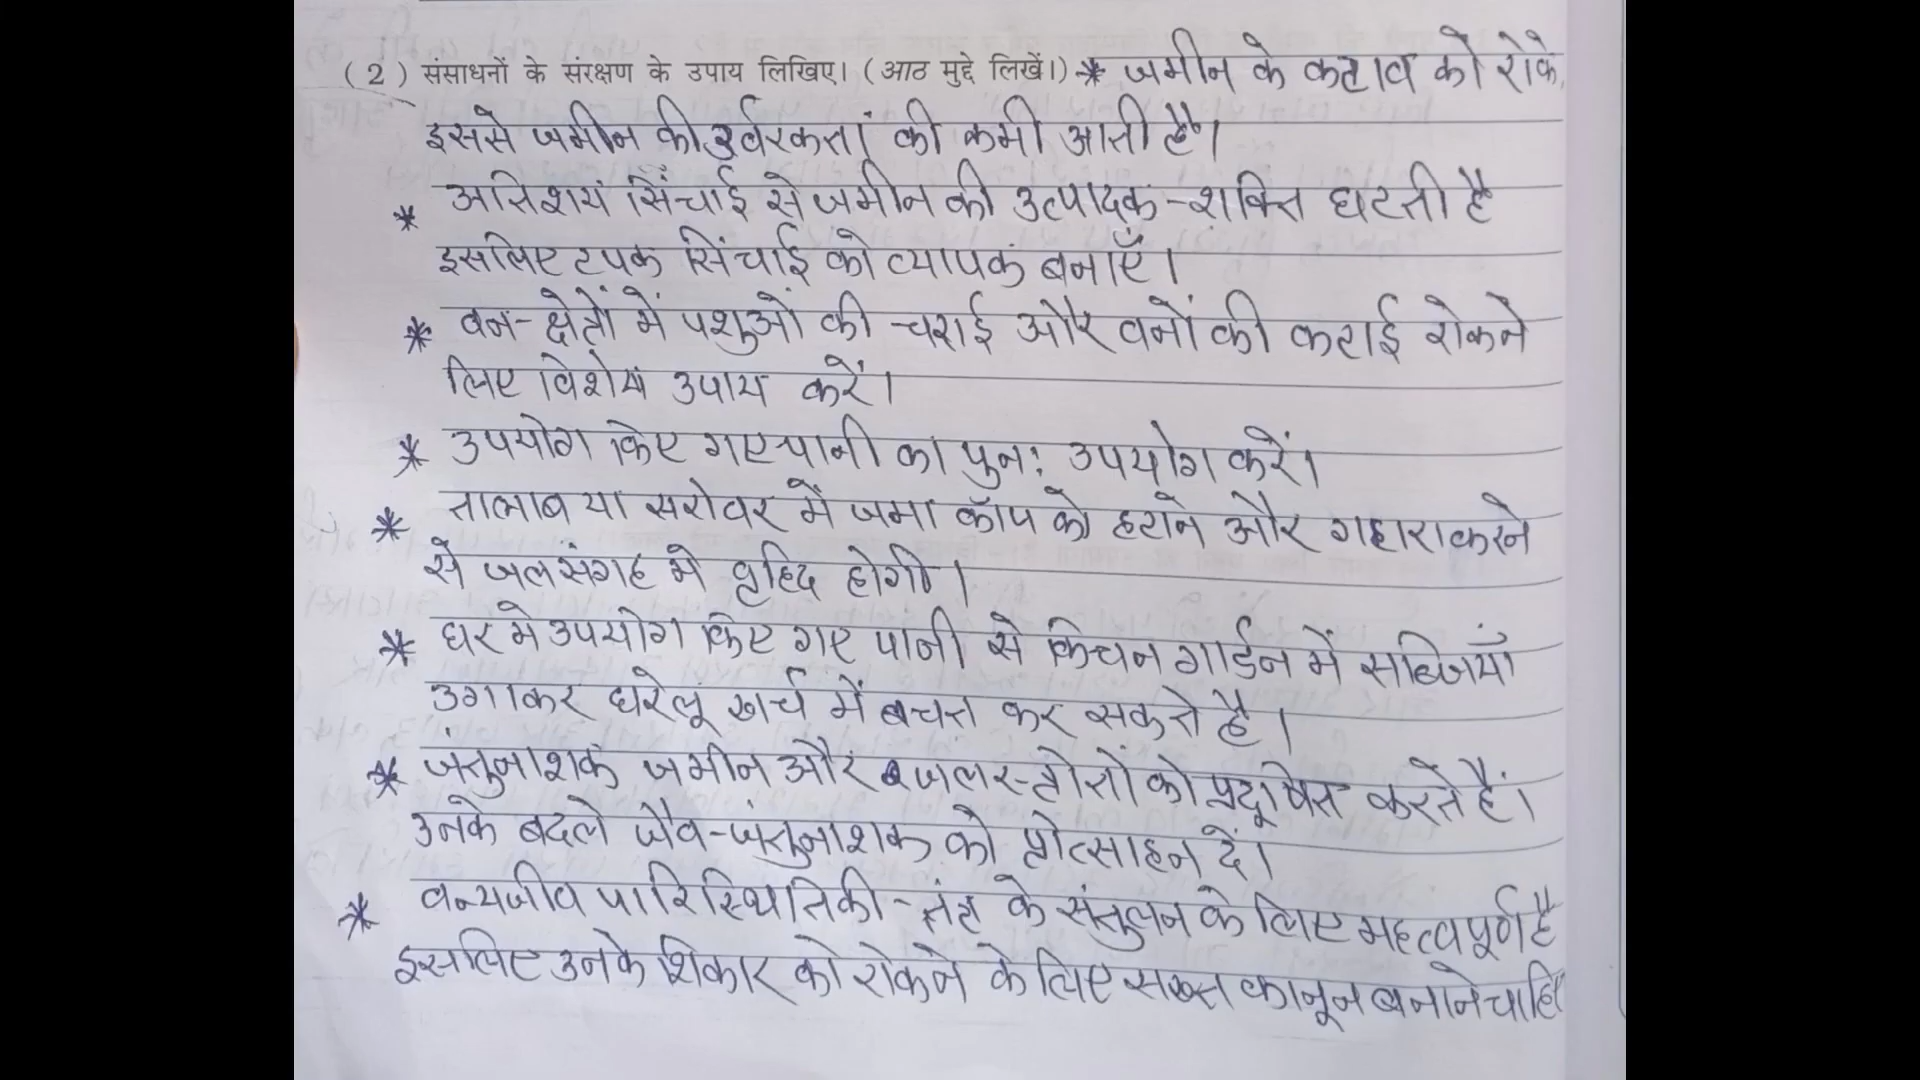 ( 2 ) संसाधनों के संरक्षण के उपाय लिखिए। (आठ मुद्दे लिखें।) * जमीन के कटाव को रोकें,
इससे जमीन की उर्वरकता की कमी आती है।
* अतिशय सिंचाई से जमीन की उत्पादक-शक्ति घटती है
इसलिए टपक सिंचाई को व्यापक बनाएँ।
* वन-क्षेत्रों में पशुओं की चराई और वनों की कटाई रोकने
लिए विशेष उपाय करें।
* उपयोग किए गए पानी का पुनः उपयोग करें।
* तालाब या सरोवर में जमा कॉप को हटाने और गहारा करने
से जलसंग्रह मे वृध्दि होगी।
* घर मे उपयोग किए गए पानी से किचन गार्डन में सब्जियाँ
उगाकर घरेलू खर्च में बचत कर सकते है।
* जंतुनाशक जमीन और जलस्त्रोतों को प्रदूषित करते हैं।
उनके बदले जैव-जंतुनाशक को प्रोत्साहन दें।
* वन्यजीव पारिस्थितिकी-तंत्र के संतुलन के लिए महत्वपूर्ण है
इसलिए उनके शिकार को रोकने के लिए सख्त कानून बनाने